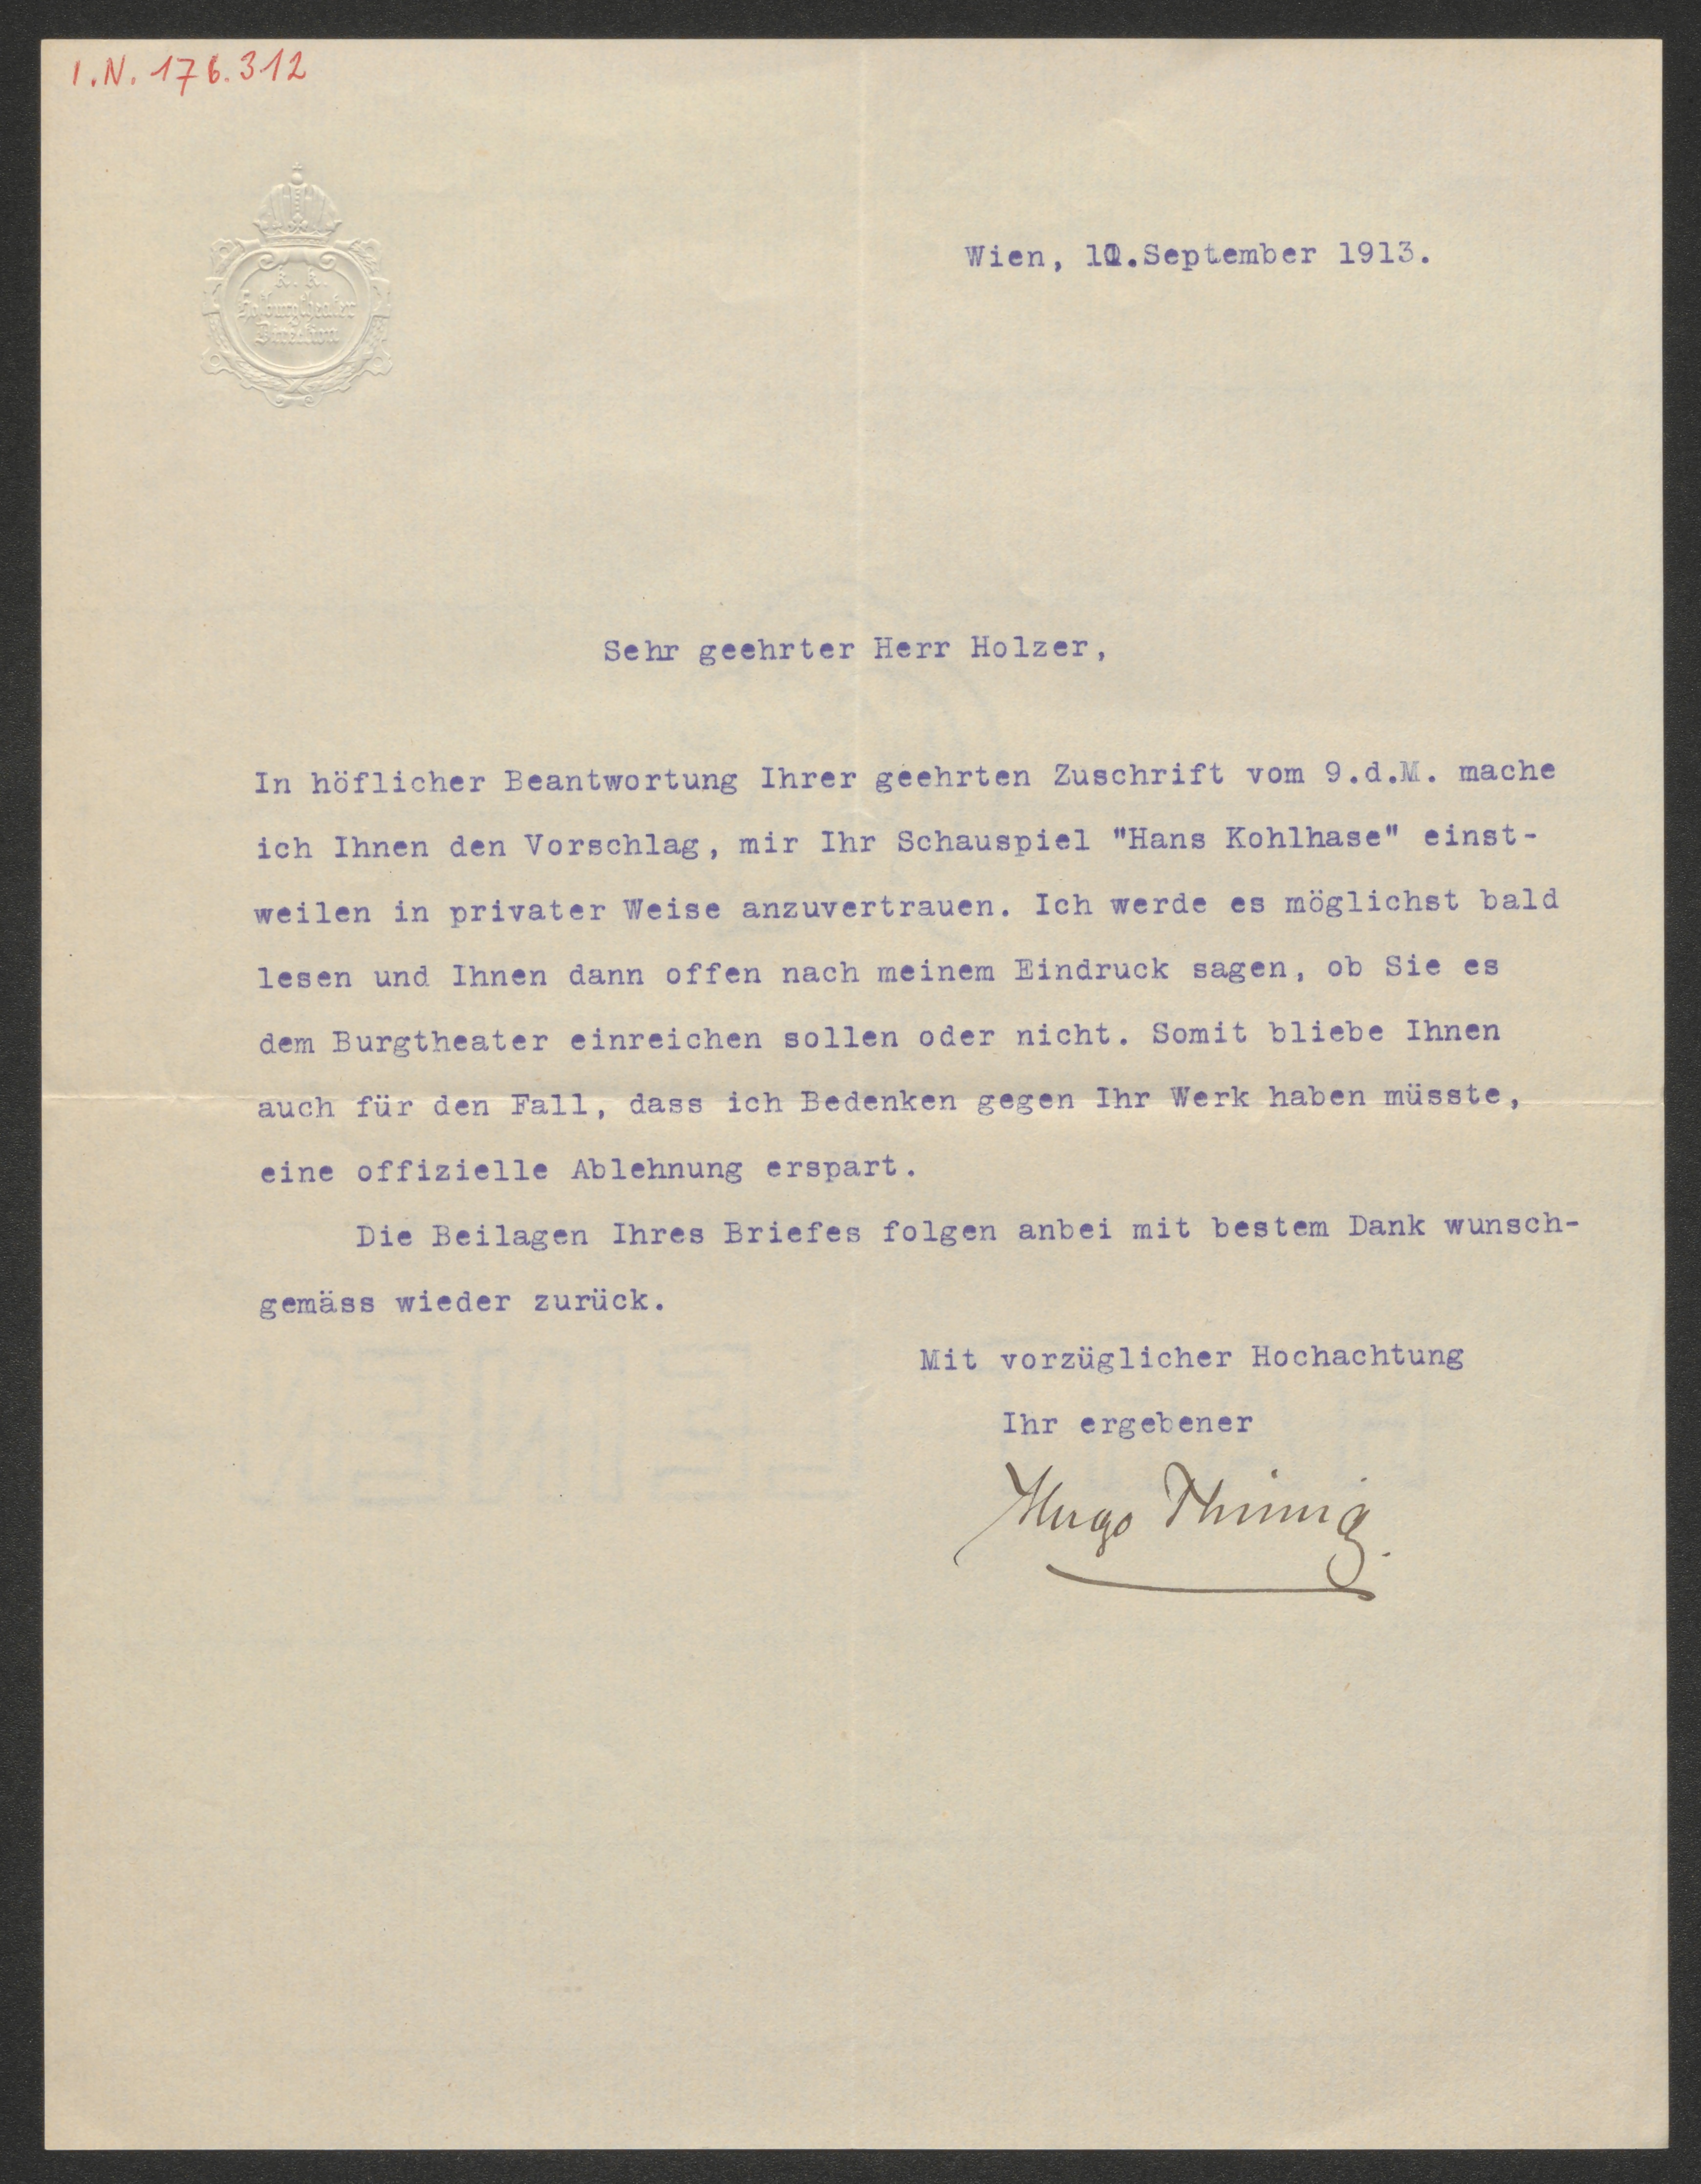 I.N. 176.312
K. K.
Hofburgtheater
Direktion
Wien, 10.September 1913.
Sehr geehrter Herr Holzer,
In höflicher Beantwortung Ihrer geehrten Zuschrift vom 9.d.M. mache
ich Ihnen den Vorschlag, mir Ihr Schauspiel "Hans Kohlhase" einst-
weilen in privater Weise anzuvertrauen. Ich werde es möglichst bald
lesen und Ihnen dann offen nach meinem Eindruck sagen, ob Sie es
dem Burgtheater einreichen sollen oder nicht. Somit bliebe Ihnen
auch für den Fall, dass ich Bedenken gegen Ihr Werk haben müsste,
eine offizielle Ablehnung erspart.
Die Beilagen Ihres Briefes folgen anbei mit bestem Dank wunsch-
gemäss wieder zurück.
Mit vorzüglicher Hochachtung
Ihr ergebener
Hugo Thimig.